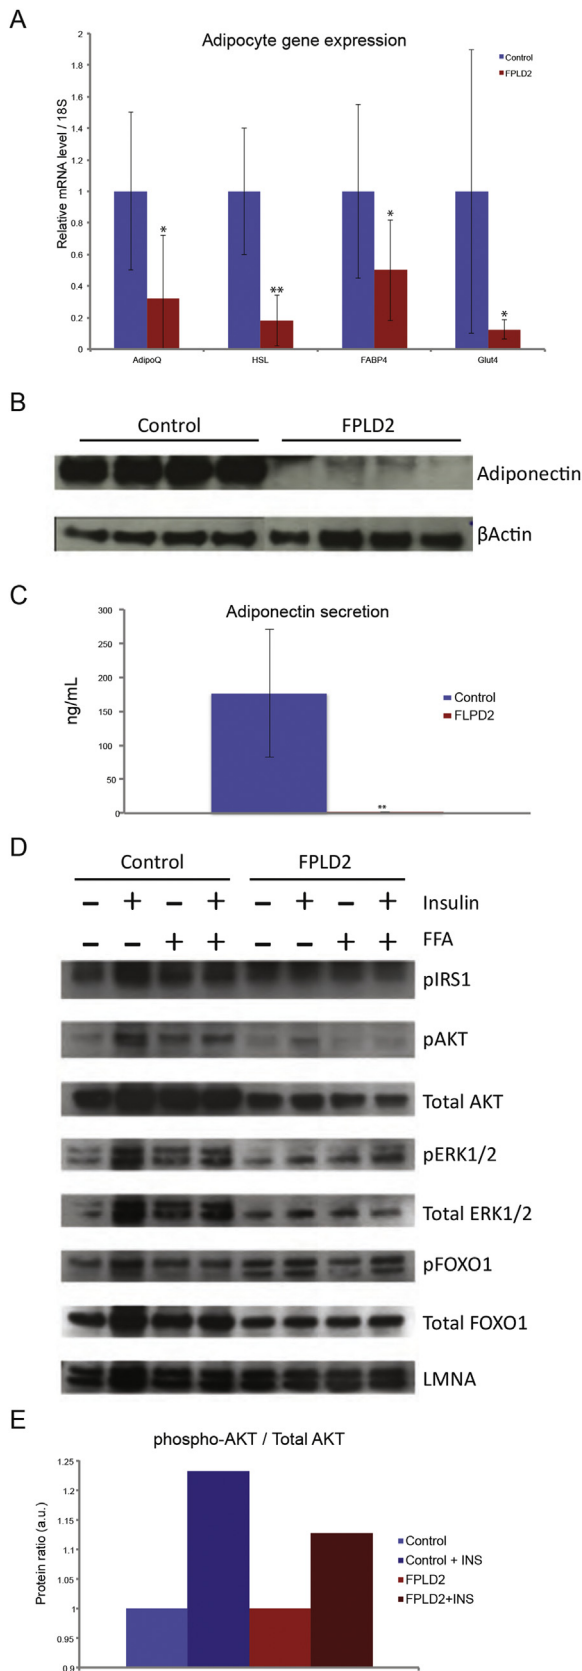 A
Adipocyte gene expression
Relative mRNA level / 18S
2
1.8
1.6
1.4
1.2
1
0.8
0.6
0.4
0.2
0
Control
FPLD2
*
**
*
*
AdipoQ HSL FABP4 Glut4
B
Control FPLD2
Adiponectin
βActin
C
Adiponectin secretion
ng/mL
300
250
200
150
100
50
0
Control
FLPD2
**
D
Control FPLD2
− + − + − + − + Insulin
− − + + − − + + FFA
pIRS1
pAKT
Total AKT
pERK1/2
Total ERK1/2
pFOXO1
Total FOXO1
LMNA
E
phospho-AKT / Total AKT
Protein ratio (a.u.)
1.25
1.2
1.15
1.1
1.05
1
0.95
0.9
Control
Control + INS
FPLD2
FPLD2+INS